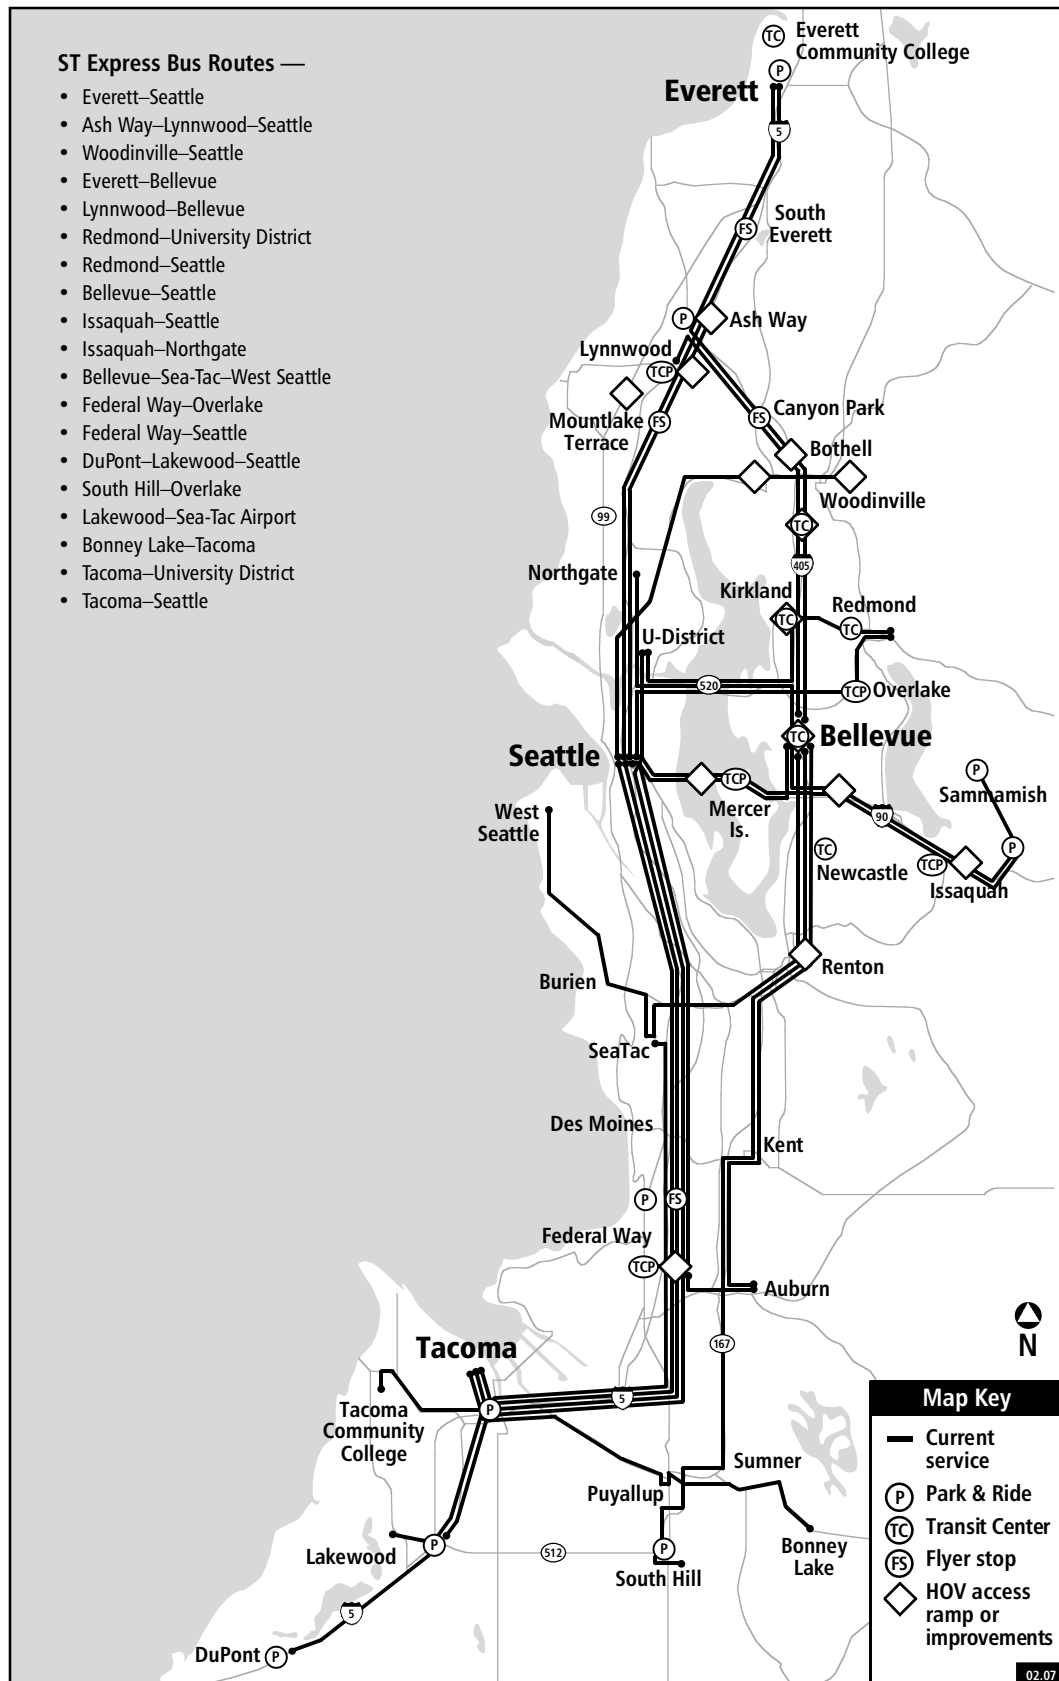 ST Express Bus Routes —
• Everett–Seattle
• Ash Way–Lynnwood–Seattle
• Woodinville–Seattle
• Everett–Bellevue
• Lynnwood–Bellevue
• Redmond–University District
• Redmond–Seattle
• Bellevue–Seattle
• Issaquah–Seattle
• Issaquah–Northgate
• Bellevue–Sea-Tac–West Seattle
• Federal Way–Overlake
• Federal Way–Seattle
• DuPont–Lakewood–Seattle
• South Hill–Overlake
• Lakewood–Sea-Tac Airport
• Bonney Lake–Tacoma
• Tacoma–University District
• Tacoma–Seattle
TC
Everett
Community College
P
Everett
5
South
Everett
FS
P
Ash Way
Lynnwood
TCP
Mountlake
Terrace
FS
FS
Canyon Park
Bothell
Woodinville
99
TC
405
Northgate
Kirkland
TC
Redmond
TC
U-District
520
TCP
Overlake
Seattle
TC
Bellevue
TCP
Mercer
Is.
P
Sammamish
West
Seattle
90
TC
Newcastle
TCP
P
Issaquah
Renton
Burien
SeaTac
Des Moines
Kent
P
FS
Federal Way
TCP
Auburn
N
167
Tacoma
5
P
Tacoma
Community
College
Sumner
Puyallup
Bonney
Lake
P
Lakewood
512
P
South Hill
5
DuPont
P
Map Key
Current
service
P
Park & Ride
TC
Transit Center
FS
Flyer stop
HOV access
ramp or
improvements
02.07